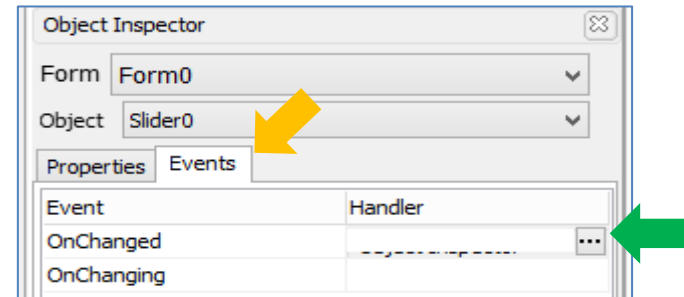 Object Inspector
Form Form0
Object Slider0
Properties Events
Event Handler
OnChanged ...
OnChanging